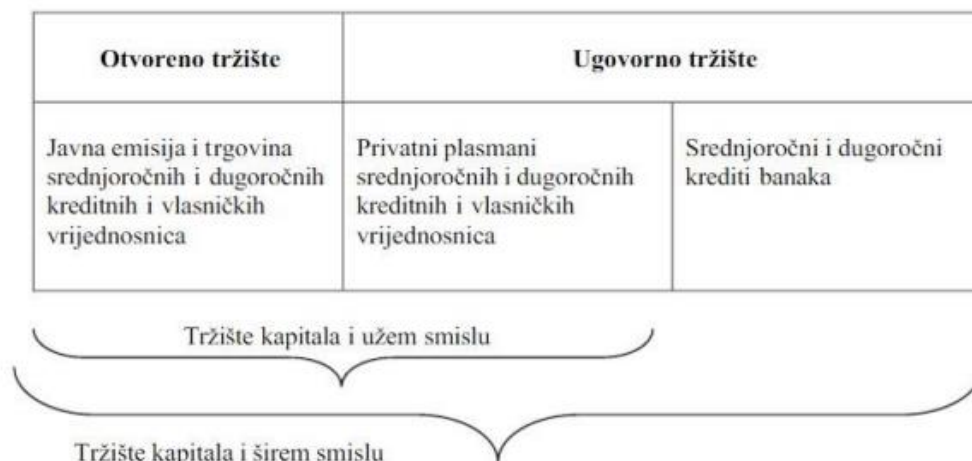 Otvoreno tržište
Ugovorno tržište
Javna emisija i trgovina
srednjoročnih i dugoročnih
kreditnih i vlasničkih
vrijednosnica
Privatni plasmani
srednjoročnih i dugoročnih
kreditnih i vlasničkih
vrijednosnica
Srednjoročni i dugoročni
krediti banaka
Tržište kapitala i užem smislu
Tržište kapitala i širem smislu